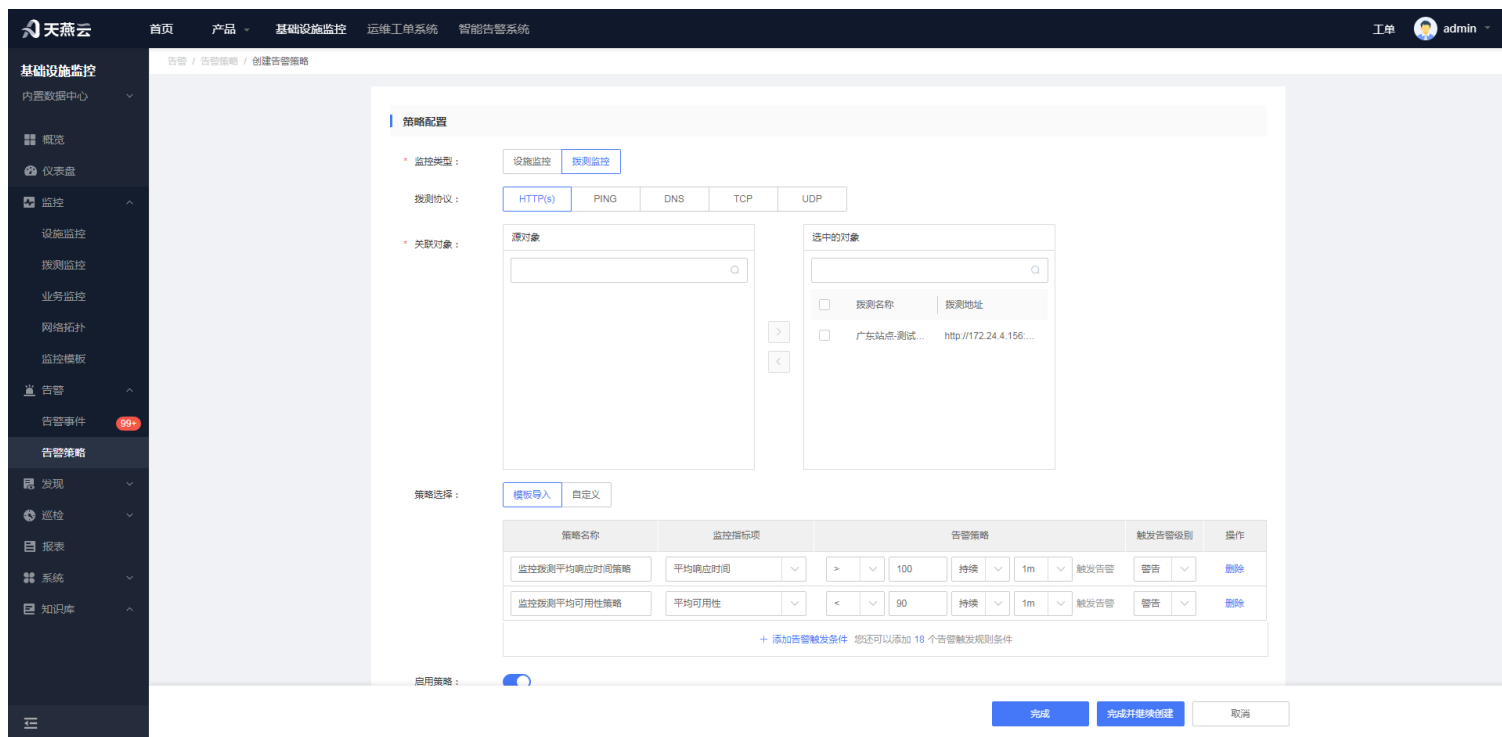 天燕云
首页 产品 基础设施监控 运维工单系统 智能告警系统 工单 admin
基础设施监控
内置数据中心
概览
仪表盘
监控
设施监控
拨测监控
业务监控
网络拓扑
监控模板
告警
告警事件 99+
告警策略
发现
巡检
报表
系统
知识库
告警 / 告警策略 / 创建告警策略
策略配置
* 监控类型： 设施监控 拨测监控
拨测协议： HTTP(s) PING DNS TCP UDP
* 关联对象： 源对象 选中的对象
拨测名称 拨测地址
广东站点-测试... http://172.24.4.156:...
策略选择： 模板导入 自定义
策略名称 监控指标项 告警策略 触发告警级别 操作
监控拨测平均响应时间策略 平均响应时间 > 100 持续 1m 触发告警 警告 删除
监控拨测平均可用性策略 平均可用性 < 90 持续 1m 触发告警 警告 删除
+ 添加告警触发条件 您还可以添加 18 个告警触发规则条件
启用策略：
完成 完成并继续创建 取消